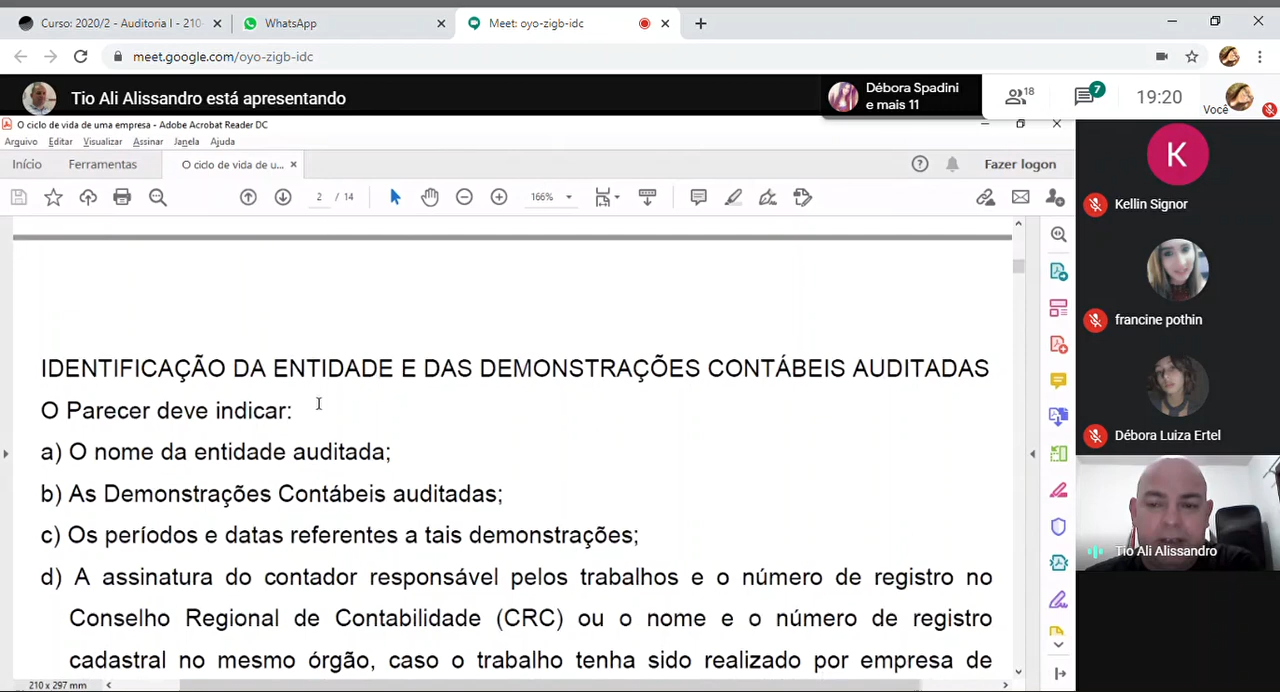 Curso: 2020/2 - Auditoria I - 210
WhatsApp
Meet: oyo-zigb-idc
meet.google.com/oyo-zigb-idc
Tio Ali Alissandro está apresentando
Débora Spadini
e mais 11
18
7
19:20
Você
O ciclo de vida de uma empresa - Adobe Acrobat Reader DC
Arquivo Editar Visualizar Assinar Janela Ajuda
Início Ferramentas O ciclo de vida de u... Fazer logon
2 / 14 166%
K
Kellin Signor
francine pothin
Débora Luiza Ertel
Tio Ali Alissandro
IDENTIFICAÇÃO DA ENTIDADE E DAS DEMONSTRAÇÕES CONTÁBEIS AUDITADAS
O Parecer deve indicar:
a) O nome da entidade auditada;
b) As Demonstrações Contábeis auditadas;
c) Os períodos e datas referentes a tais demonstrações;
d) A assinatura do contador responsável pelos trabalhos e o número de registro no
Conselho Regional de Contabilidade (CRC) ou o nome e o número de registro
cadastral no mesmo órgão, caso o trabalho tenha sido realizado por empresa de
210 x 297 mm